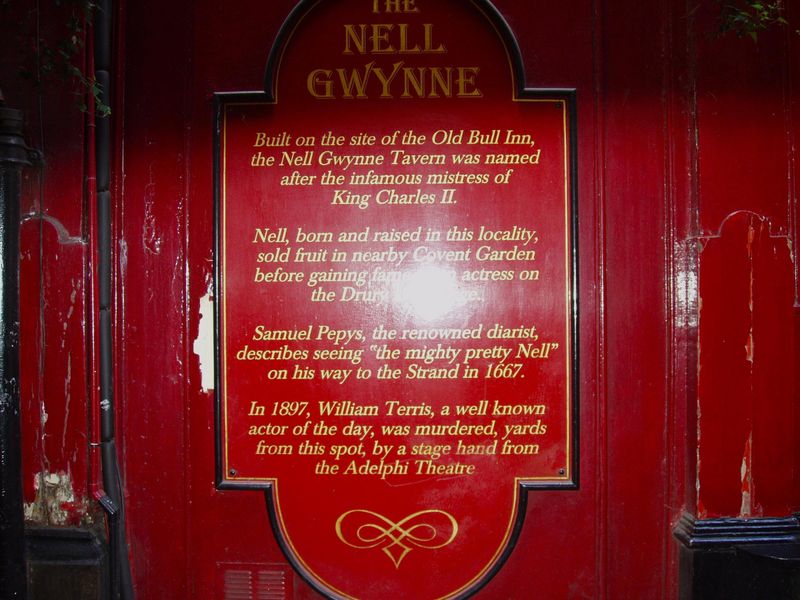 THE
NELL
GWYNNE
Built on the site of the Old Bull Inn,
the Nell Gwynne Tavern was named
after the infamous mistress of
King Charles II.
Nell, born and raised in this locality,
sold fruit in nearby Covent Garden
before gaining actress on
the Drury
Samuel Pepys, the renowned diarist,
describes seeing "the mighty pretty Nell"
on his way to the Strand in 1667.
In 1897, William Terris, a well known
actor of the day, was murdered, yards
from this spot, by a stage hand from
the Adelphi Theatre